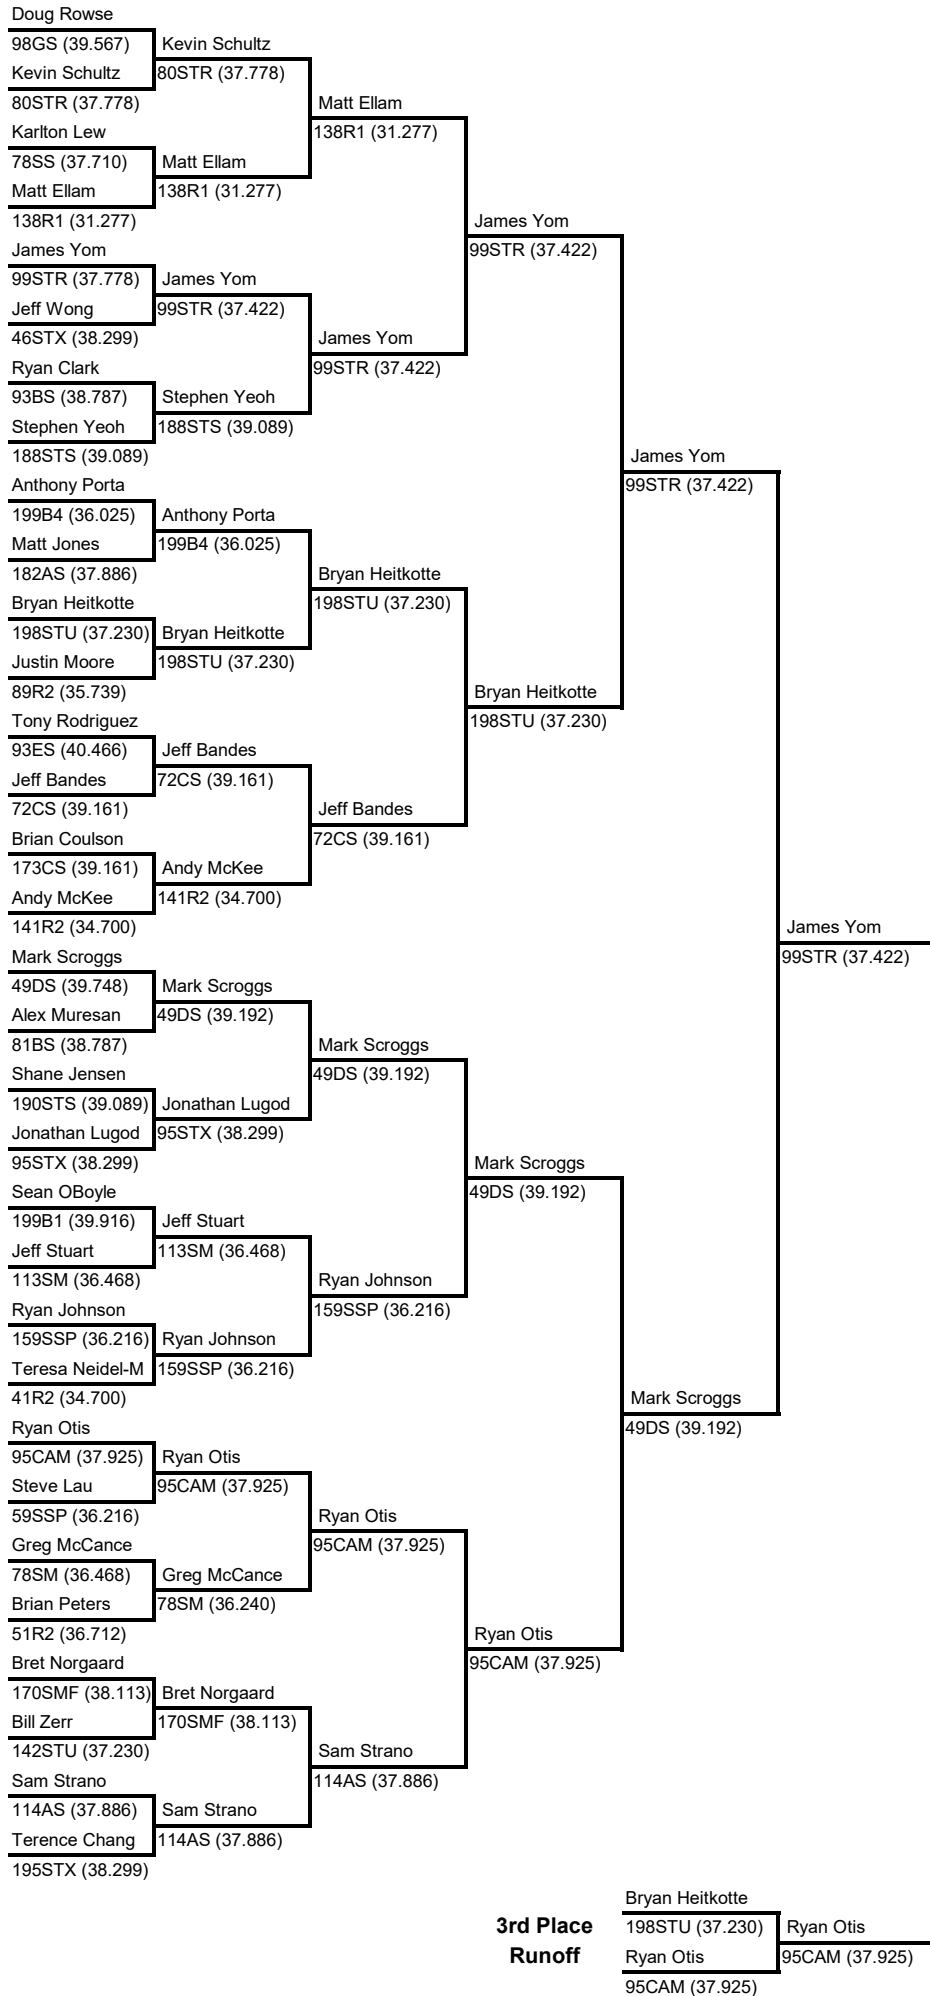 Doug Rowse
98GS (39.567)
Kevin Schultz
Kevin Schultz
80STR (37.778)
80STR (37.778)
Matt Ellam
Karlton Lew
138R1 (31.277)
78SS (37.710)
Matt Ellam
Matt Ellam
138R1 (31.277)
138R1 (31.277)
James Yom
James Yom
99STR (37.422)
99STR (37.778)
James Yom
Jeff Wong
99STR (37.422)
46STX (38.299)
James Yom
Ryan Clark
99STR (37.422)
93BS (38.787)
Stephen Yeoh
Stephen Yeoh
188STS (39.089)
188STS (39.089)
James Yom
Anthony Porta
99STR (37.422)
199B4 (36.025)
Anthony Porta
Matt Jones
199B4 (36.025)
182AS (37.886)
Bryan Heitkotte
Bryan Heitkotte
198STU (37.230)
198STU (37.230)
Bryan Heitkotte
Justin Moore
198STU (37.230)
89R2 (35.739)
Bryan Heitkotte
Tony Rodriguez
198STU (37.230)
93ES (40.466)
Jeff Bandes
Jeff Bandes
72CS (39.161)
72CS (39.161)
Jeff Bandes
Brian Coulson
72CS (39.161)
173CS (39.161)
Andy McKee
Andy McKee
141R2 (34.700)
141R2 (34.700)
James Yom
Mark Scroggs
99STR (37.422)
49DS (39.748)
Mark Scroggs
Alex Muresan
49DS (39.192)
81BS (38.787)
Mark Scroggs
Shane Jensen
49DS (39.192)
190STS (39.089)
Jonathan Lugod
Jonathan Lugod
95STX (38.299)
95STX (38.299)
Mark Scroggs
Sean OBoyle
49DS (39.192)
199B1 (39.916)
Jeff Stuart
Jeff Stuart
113SM (36.468)
113SM (36.468)
Ryan Johnson
Ryan Johnson
159SSP (36.216)
159SSP (36.216)
Ryan Johnson
Teresa Neidel-M
159SSP (36.216)
41R2 (34.700)
Mark Scroggs
Ryan Otis
49DS (39.192)
95CAM (37.925)
Ryan Otis
Steve Lau
95CAM (37.925)
59SSP (36.216)
Ryan Otis
Greg McCance
95CAM (37.925)
78SM (36.468)
Greg McCance
Brian Peters
78SM (36.240)
51R2 (36.712)
Ryan Otis
Bret Norgaard
95CAM (37.925)
170SMF (38.113)
Bret Norgaard
Bill Zerr
170SMF (38.113)
142STU (37.230)
Sam Strano
Sam Strano
114AS (37.886)
114AS (37.886)
Sam Strano
Terence Chang
114AS (37.886)
195STX (38.299)
3rd Place
Runoff
Bryan Heitkotte
198STU (37.230)
Ryan Otis
Ryan Otis
95CAM (37.925)
95CAM (37.925)